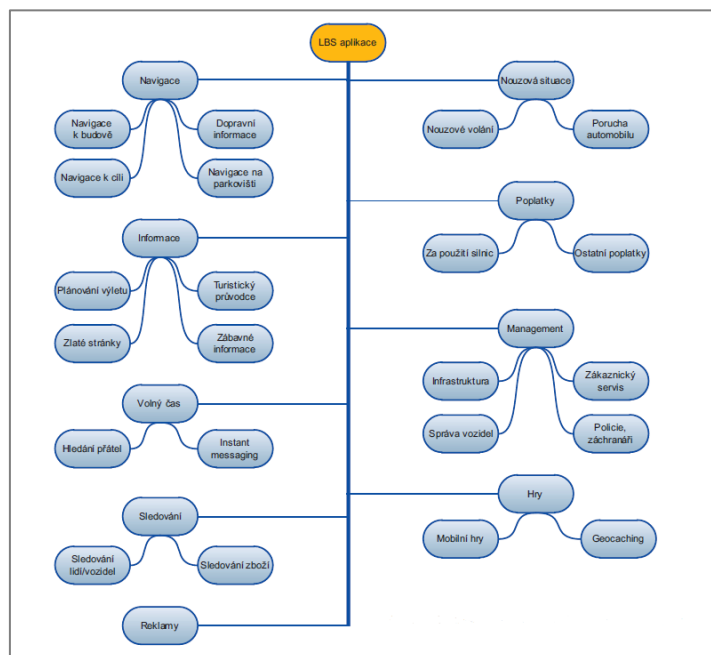 LBS aplikace
Navigace
Navigace
k budově
Dopravní
informace
Navigace k cíli
Navigace na
parkovišti
Informace
Plánování výletu
Turistický
průvodce
Zlaté stránky
Zábavné
informace
Volný čas
Hledání přátel
Instant
messaging
Sledování
Sledování
lidí/vozidel
Sledování zboží
Reklamy
Nouzová situace
Nouzové volání
Porucha
automobilu
Poplatky
Za použití silnic
Ostatní poplatky
Management
Infrastruktura
Zákaznický
servis
Správa vozidel
Policie,
záchranáři
Hry
Mobilní hry
Geocaching